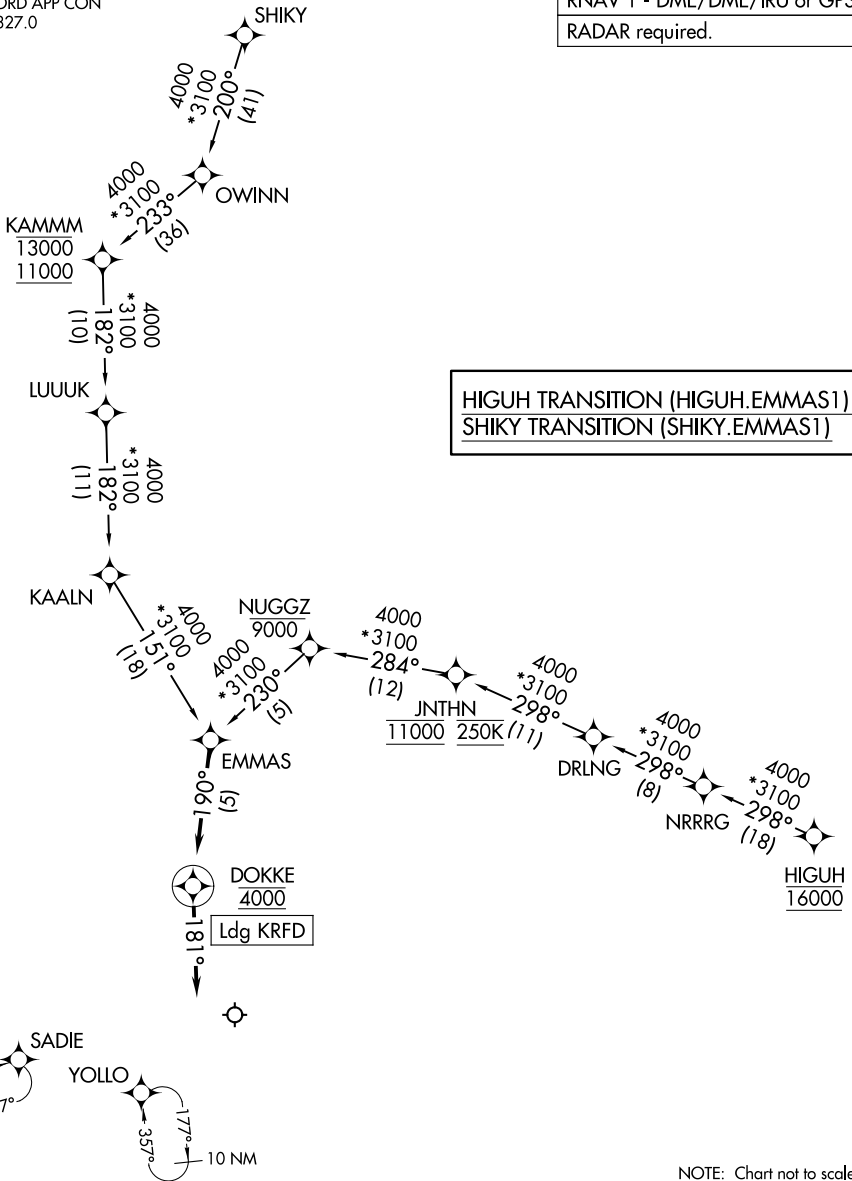 ORD APP CON
327.0
RNAV 1 - DME/DME/IRU or GPS
RADAR required.
SHIKY
4000
*3100
200°
(41)
OWINN
4000
*3100
233°
(36)
KAMMM
13000
11000
4000
*3100
182°
(10)
LUUUK
4000
*3100
182°
(11)
HIGUH TRANSITION (HIGUH.EMMAS1)
SHIKY TRANSITION (SHIKY.EMMAS1)
KAALN
4000
*3100
151°
(18)
NUGGZ
9000
4000
*3100
230°
(5)
4000
*3100
284°
(12)
JNTHN
11000 250K
4000
*3100
298°
(11)
DRLNG
4000
*3100
298°
(8)
NRRRG
4000
*3100
298°
(18)
HIGUH
16000
EMMAS
190°
(5)
DOKKE
4000
Ldg KRFD
181°
SADIE
7°
YOLLO
177°
357°
10 NM
NOTE: Chart not to scale